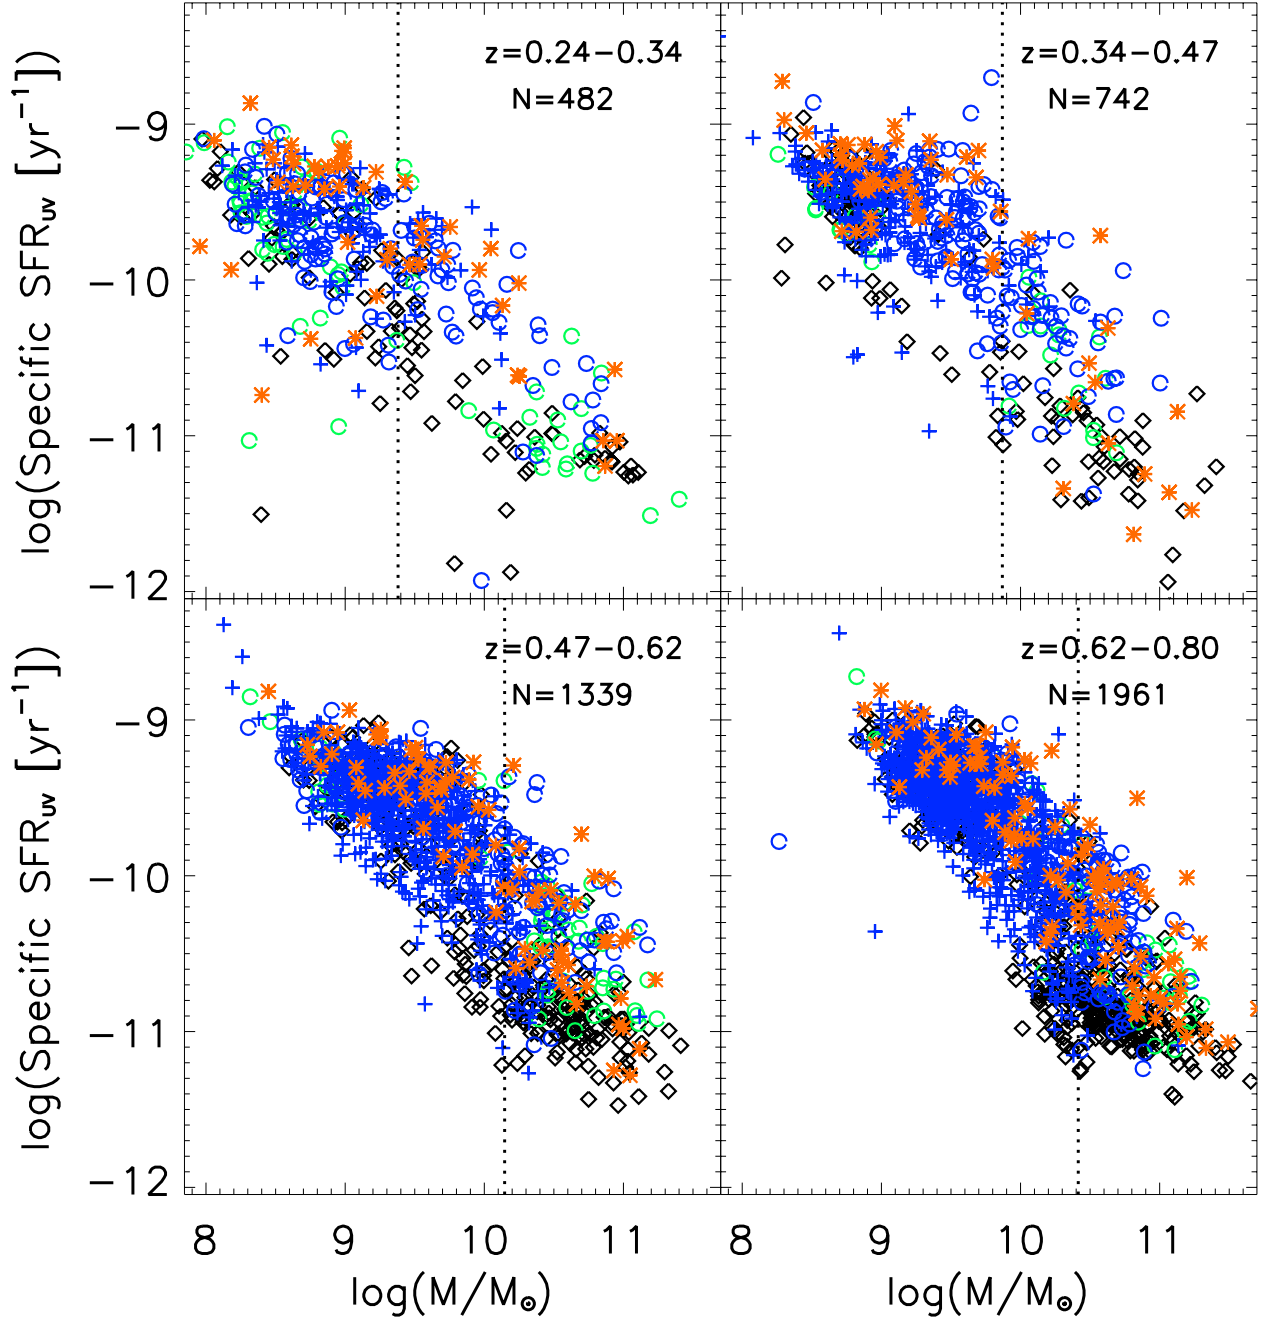 z=0.24−0.34
N=482
z=0.34−0.47
N=742
log(Specific SFRuv [yr⁻¹])
−9
−10
−11
−12
z=0.47−0.62
N=1339
z=0.62−0.80
N=1961
log(Specific SFRuv [yr⁻¹])
−9
−10
−11
−12
8 9 10 11 8 9 10 11
log(M/M⊙) log(M/M⊙)